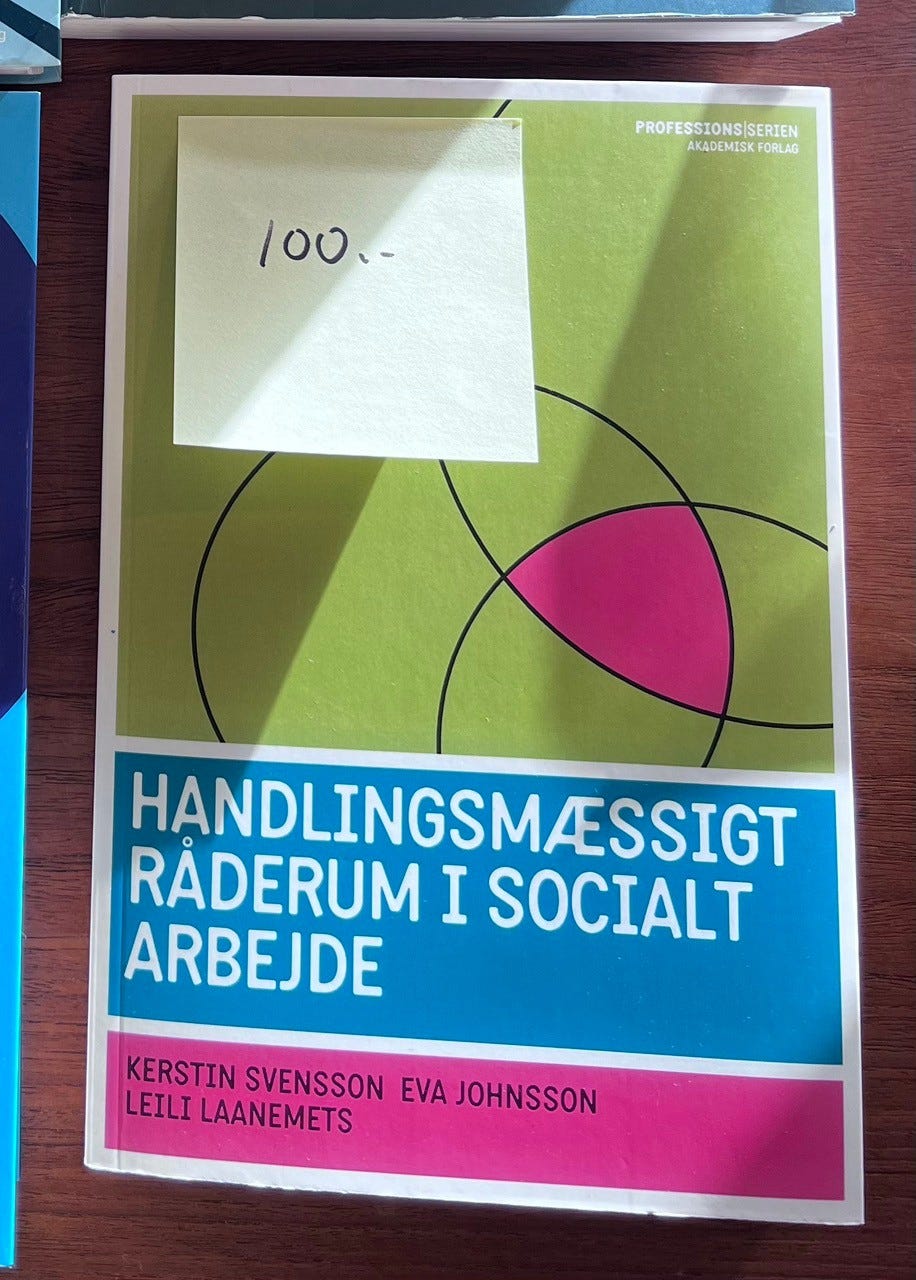 PROFESSIONS|SERIEN
AKADEMISK FORLAG
100.-
HANDLINGSMÆSSIGT
RÅDERUM I SOCIALT
ARBEJDE
KERSTIN SVENSSON EVA JOHNSSON
LEILI LAANEMETS